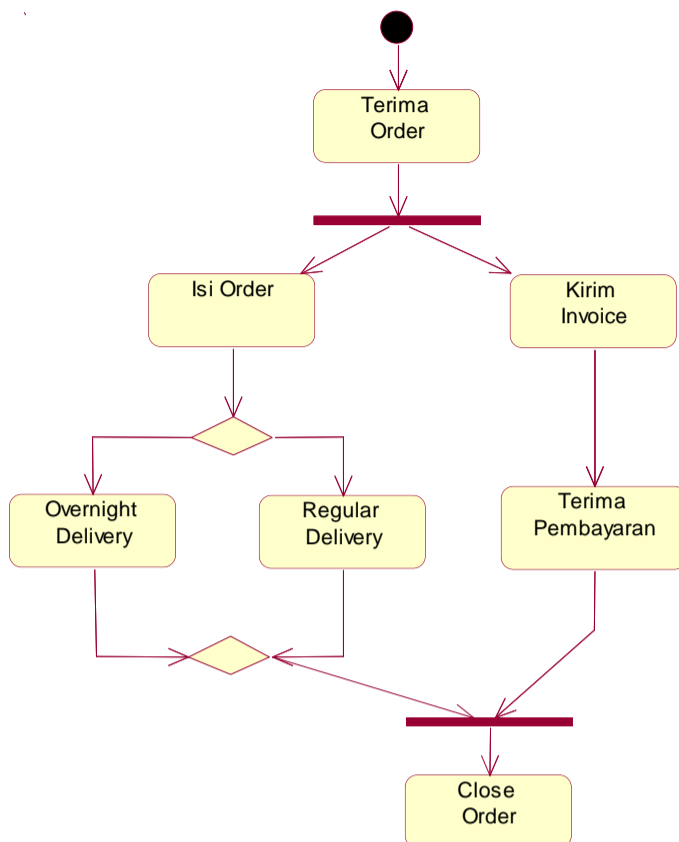 Terima
Order
Isi Order
Kirim
Invoice
Overnight
Delivery
Regular
Delivery
Terima
Pembayaran
Close
Order